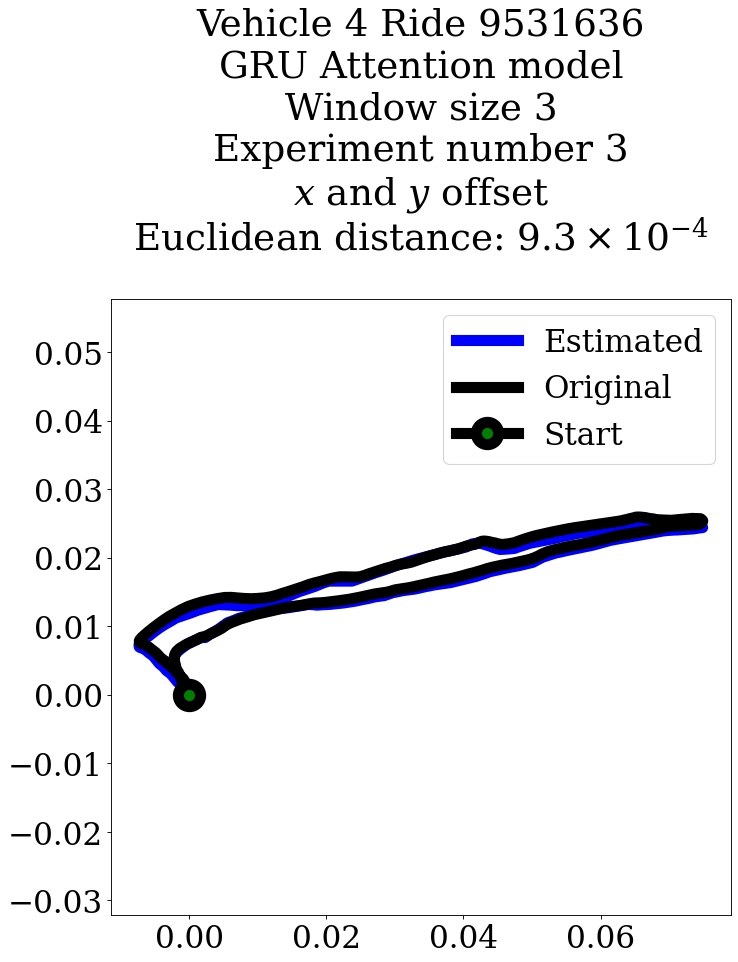 Vehicle 4 Ride 9531636
GRU Attention model
Window size 3
Experiment number 3
x and y offset
Euclidean distance: 9.3 × 10⁻⁴
Estimated
Original
Start
0.05
0.04
0.03
0.02
0.01
0.00
−0.01
−0.02
−0.03
0.00 0.02 0.04 0.06